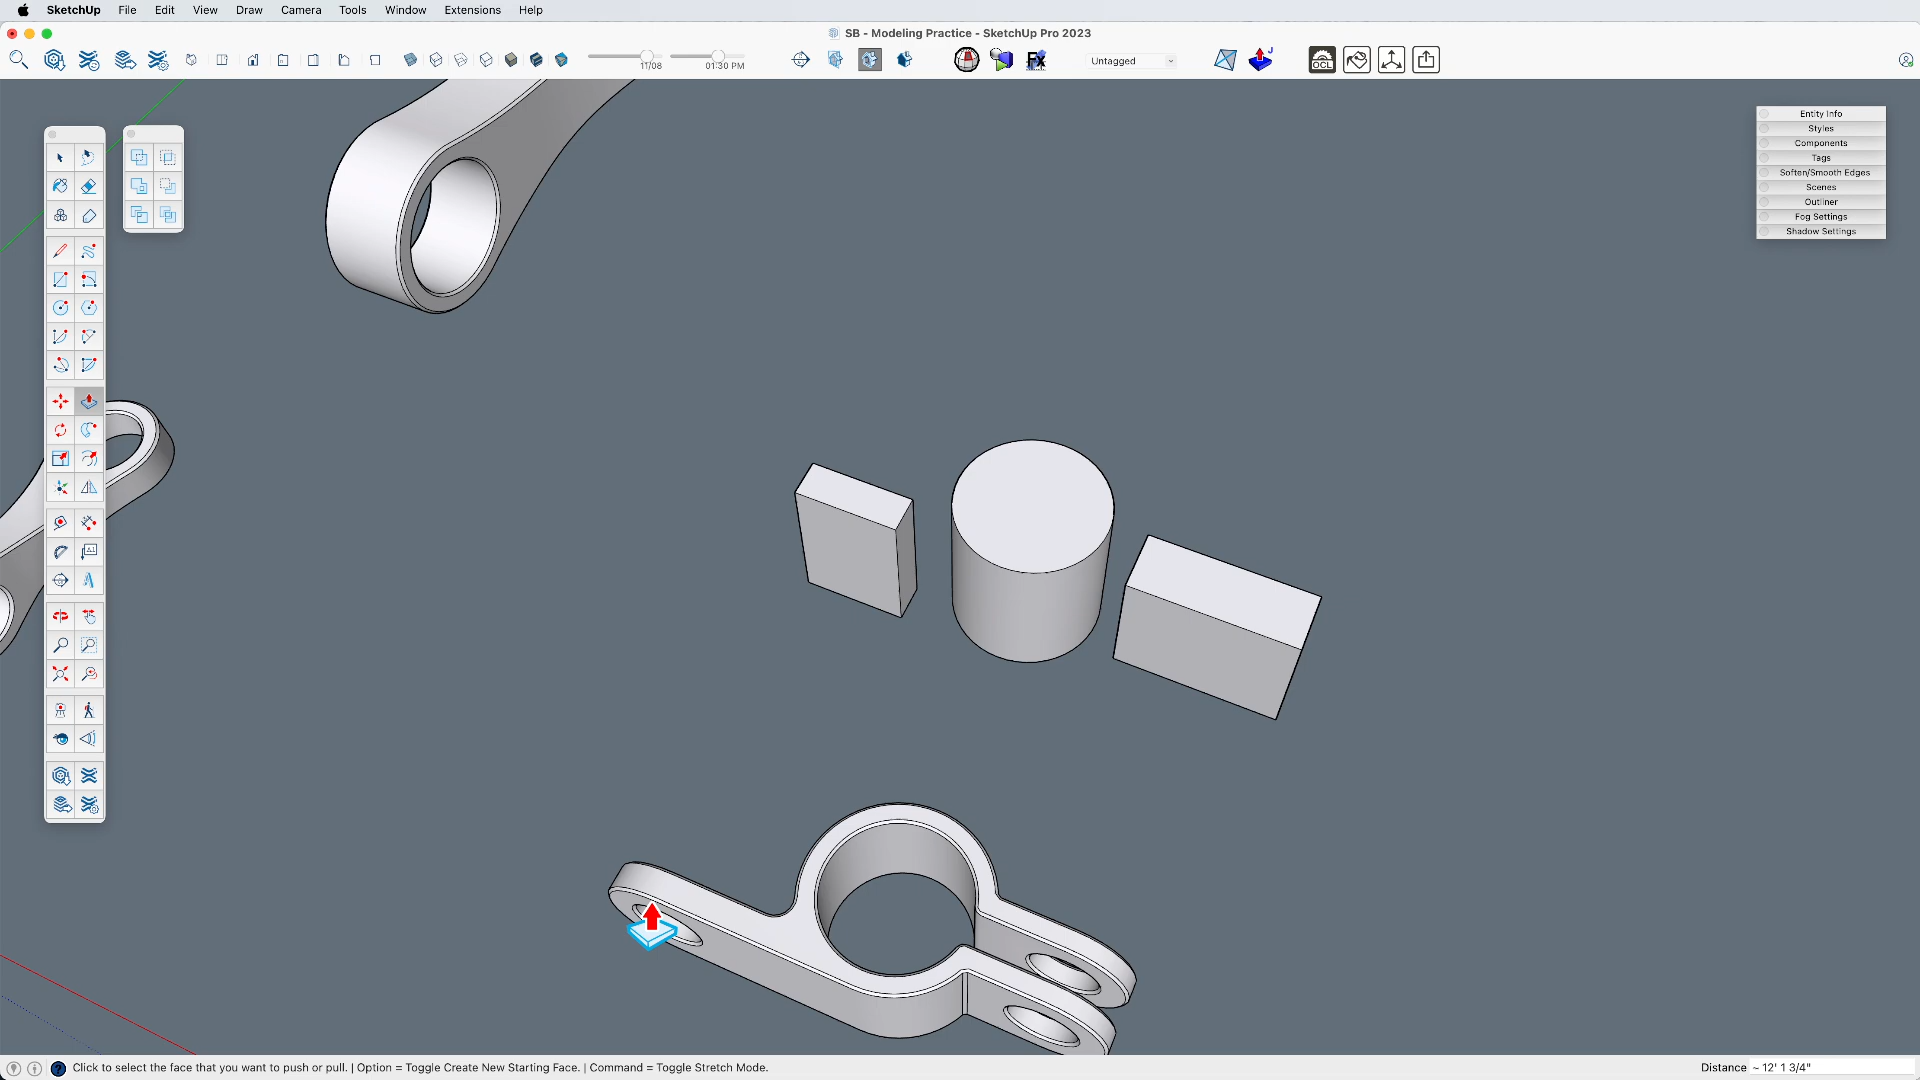 SketchUp File Edit View Draw Camera Tools Window Extensions Help
SB - Modeling Practice - SketchUp Pro 2023
11/08 01:30 PM
FX
Untagged
J
OCL
Entity Info
Styles
Components
Tags
Soften/Smooth Edges
Scenes
Outliner
Fog Settings
Shadow Settings
A1
? Click to select the face that you want to push or pull. | Option = Toggle Create New Starting Face. | Command = Toggle Stretch Mode. Distance ~ 12' 1 3/4"